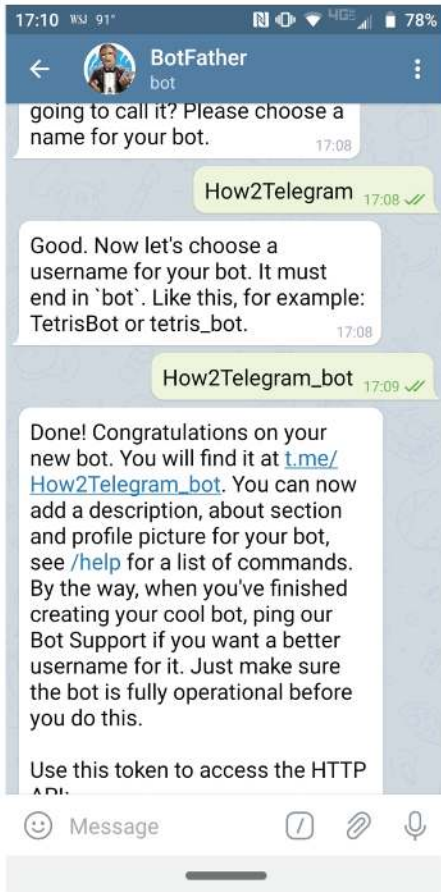 17:10 WSJ 91° 4GE 78%
BotFather
bot
going to call it? Please choose a
name for your bot.
17:08
How2Telegram 17:08
Good. Now let's choose a
username for your bot. It must
end in `bot`. Like this, for example:
TetrisBot or tetris_bot.
17:08
How2Telegram_bot 17:09
Done! Congratulations on your
new bot. You will find it at t.me/
How2Telegram_bot. You can now
add a description, about section
and profile picture for your bot,
see /help for a list of commands.
By the way, when you've finished
creating your cool bot, ping our
Bot Support if you want a better
username for it. Just make sure
the bot is fully operational before
you do this.
Use this token to access the HTTP
API:
Message